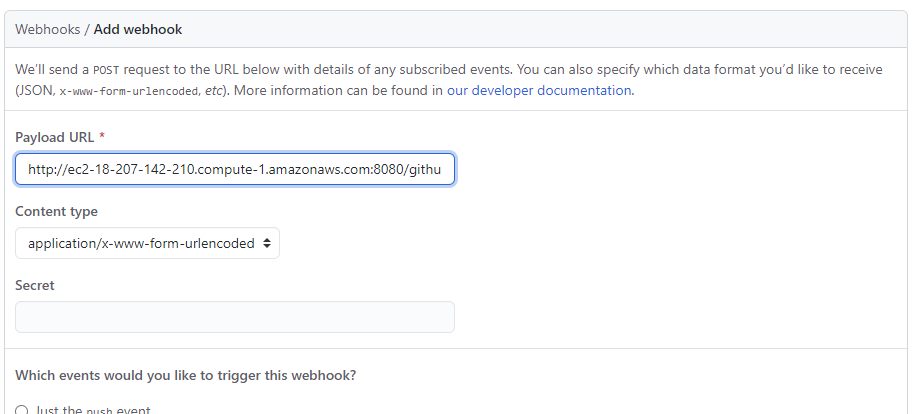 Webhooks / Add webhook
We'll send a POST request to the URL below with details of any subscribed events. You can also specify which data format you'd like to receive
(JSON, x-www-form-urlencoded, etc). More information can be found in our developer documentation.
Payload URL *
http://ec2-18-207-142-210.compute-1.amazonaws.com:8080/githu
Content type
application/x-www-form-urlencoded
Secret
Which events would you like to trigger this webhook?
Just the push event